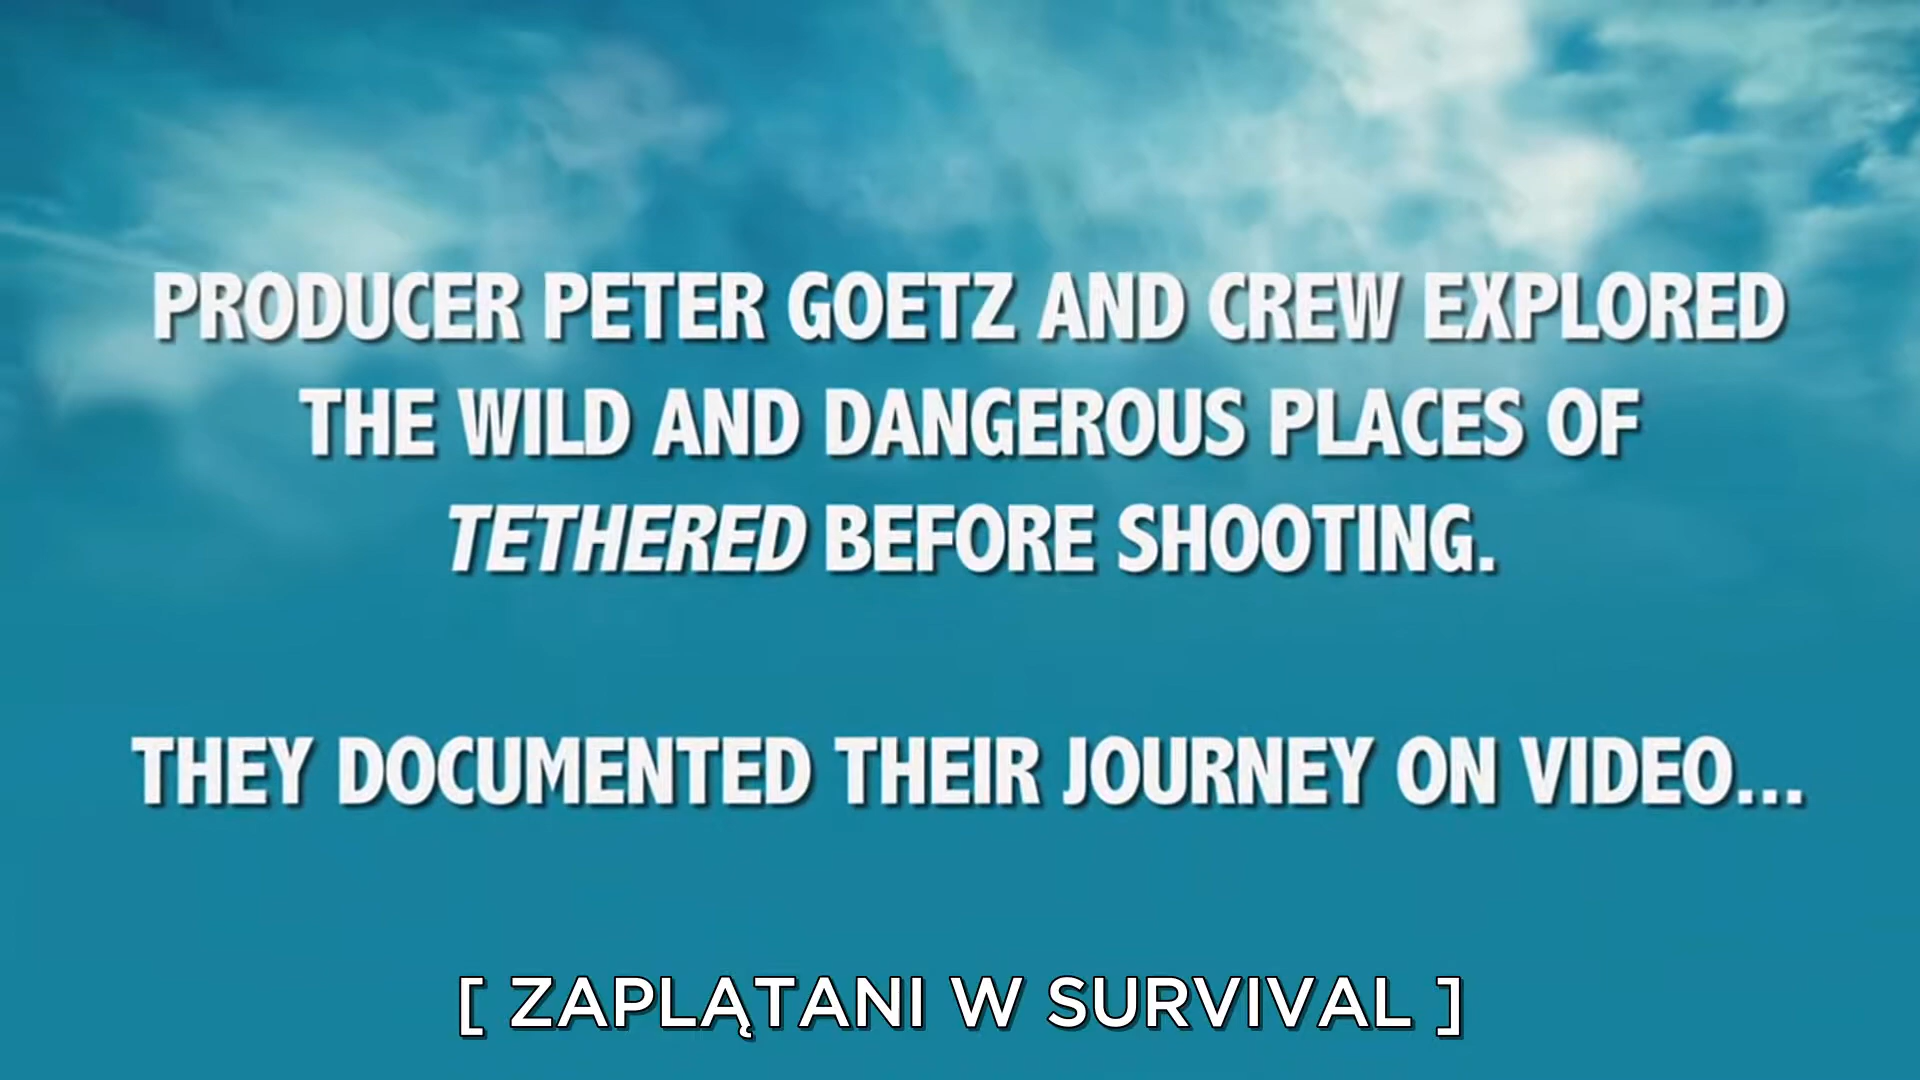 PRODUCER PETER GOETZ AND CREW EXPLORED
THE WILD AND DANGEROUS PLACES OF
TETHERED BEFORE SHOOTING.
THEY DOCUMENTED THEIR JOURNEY ON VIDEO...
[ ZAPLĄTANI W SURVIVAL ]